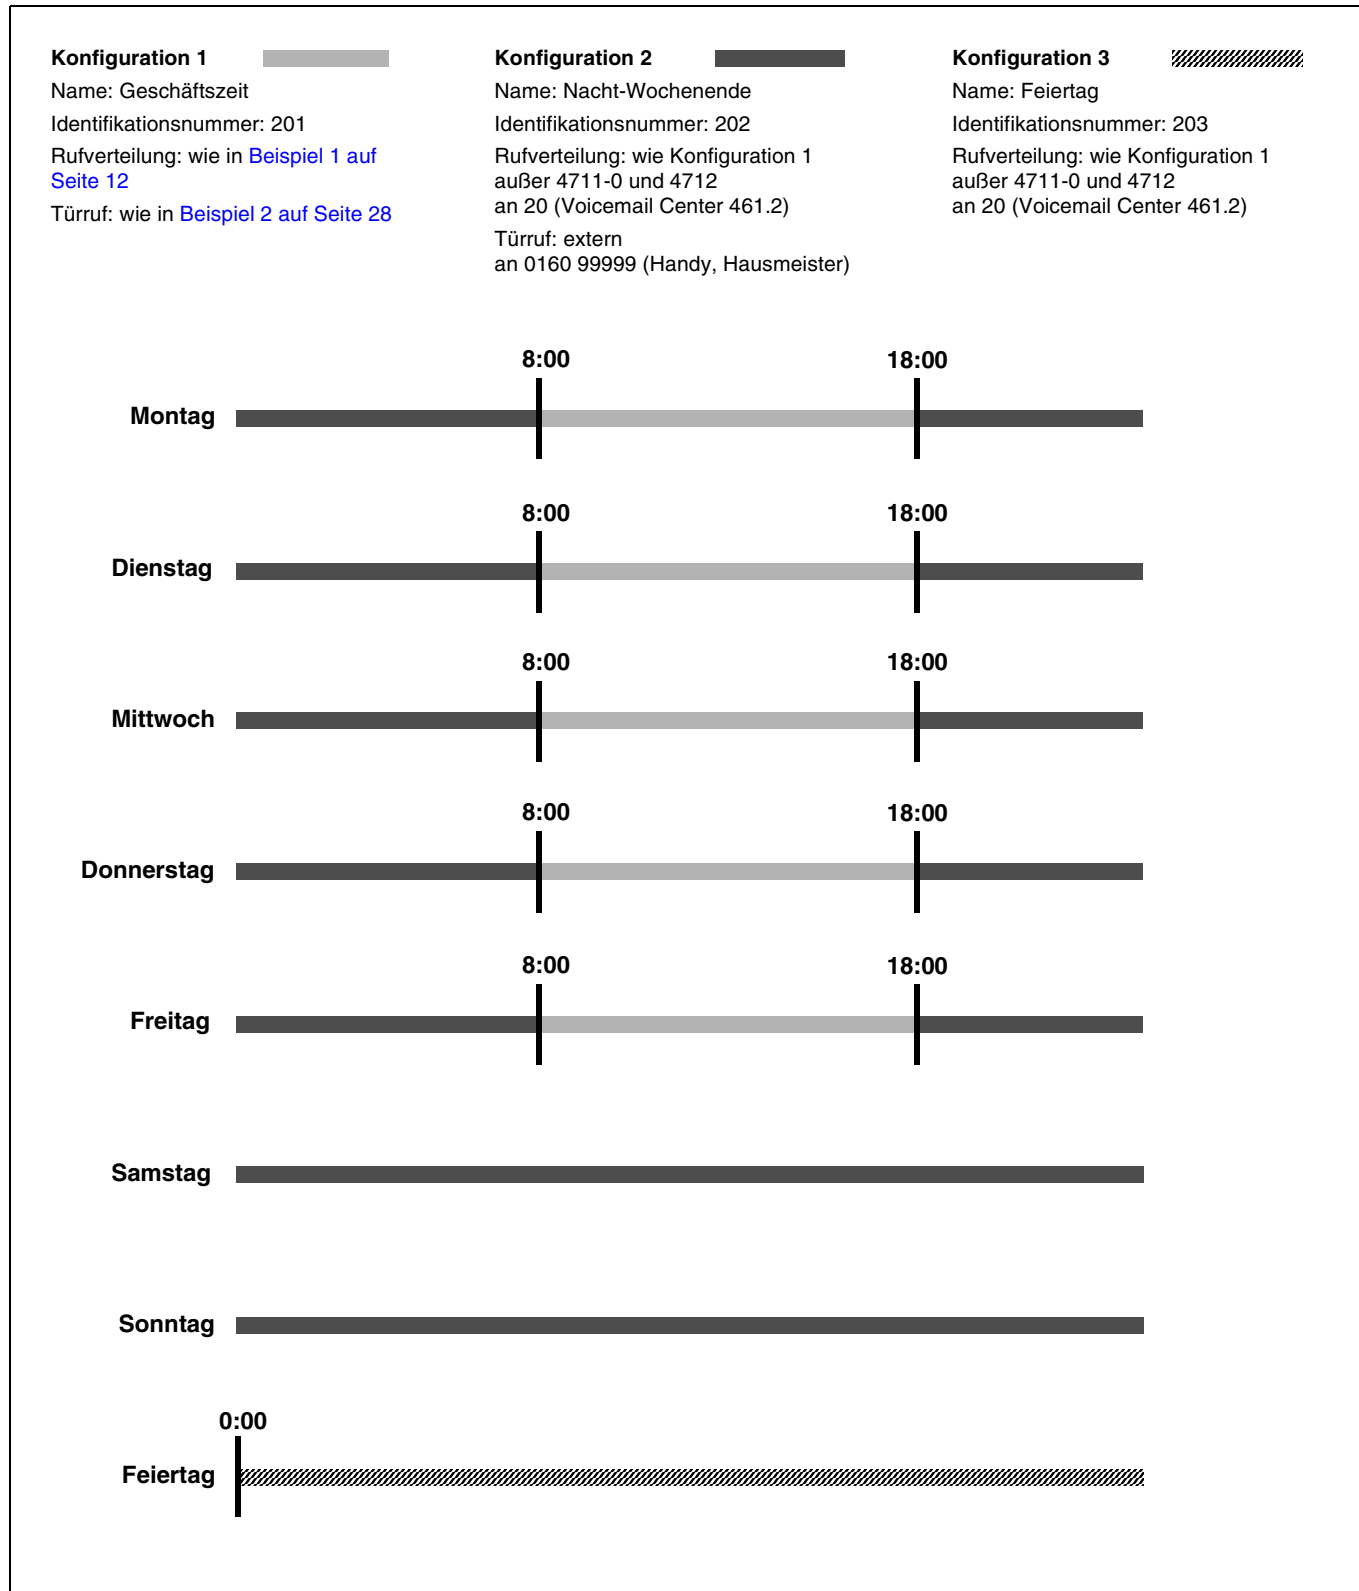 Konfiguration 1
Name: Geschäftszeit
Identifikationsnummer: 201
Rufverteilung: wie in Beispiel 1 auf
Seite 12
Türruf: wie in Beispiel 2 auf Seite 28
Konfiguration 2
Name: Nacht-Wochenende
Identifikationsnummer: 202
Rufverteilung: wie Konfiguration 1
außer 4711-0 und 4712
an 20 (Voicemail Center 461.2)
Türruf: extern
an 0160 99999 (Handy, Hausmeister)
Konfiguration 3
Name: Feiertag
Identifikationsnummer: 203
Rufverteilung: wie Konfiguration 1
außer 4711-0 und 4712
an 20 (Voicemail Center 461.2)
8:00 18:00
Montag
8:00 18:00
Dienstag
8:00 18:00
Mittwoch
8:00 18:00
Donnerstag
8:00 18:00
Freitag
Samstag
Sonntag
0:00
Feiertag